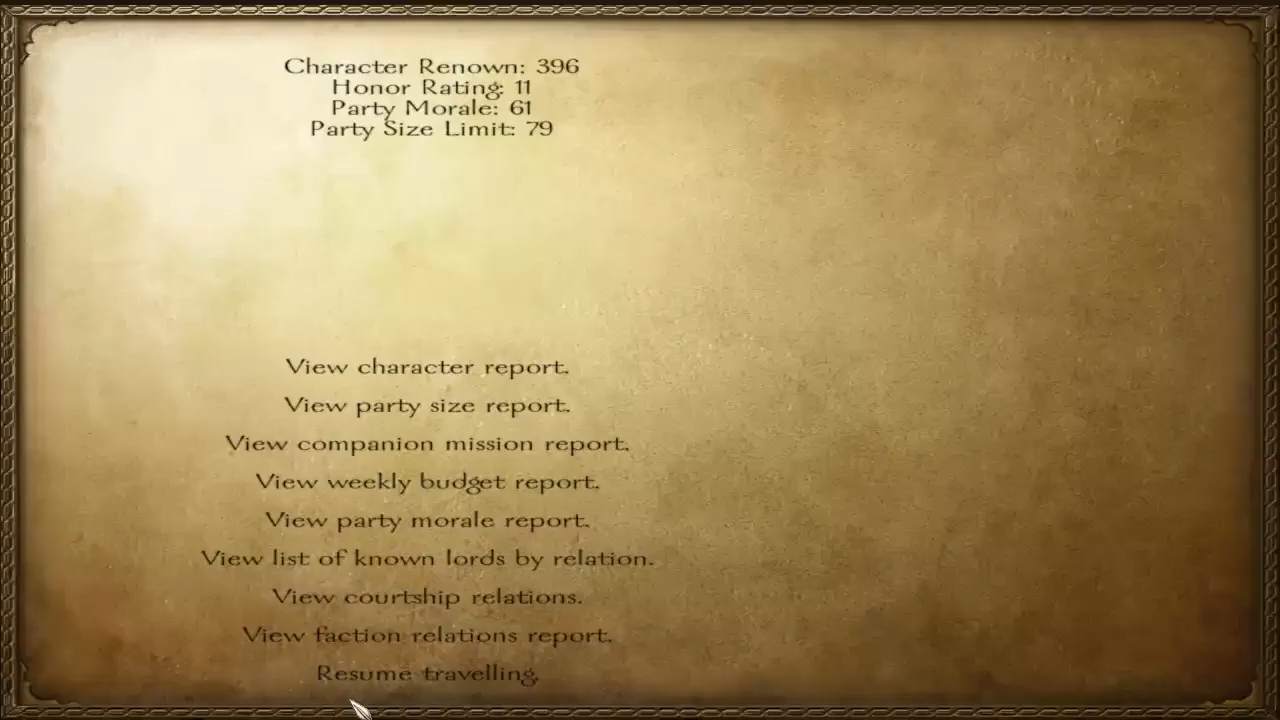 Character Renown: 396
Honor Rating: 11
Party Morale: 61
Party Size Limit: 79
View character report.
View party size report.
View companion mission report.
View weekly budget report.
View party morale report.
View list of known lords by relation.
View courtship relations.
View faction relations report.
Resume travelling.